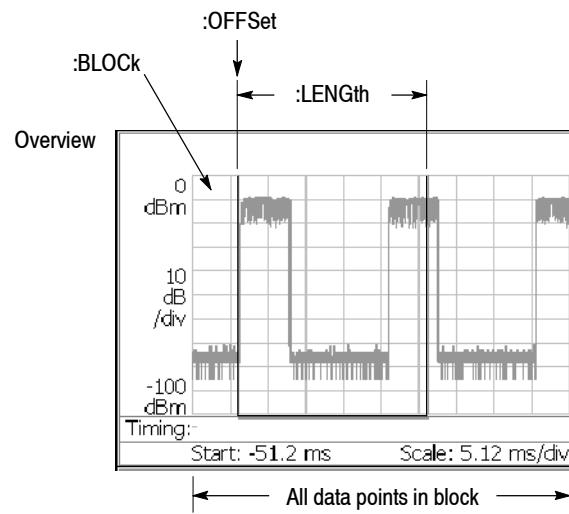 :OFFSet
:BLOCk
:LENGth
Overview
0
dBm
10
dB
/div
-100
dBm
Timing:-
Start: -51.2 ms Scale: 5.12 ms/div
All data points in block